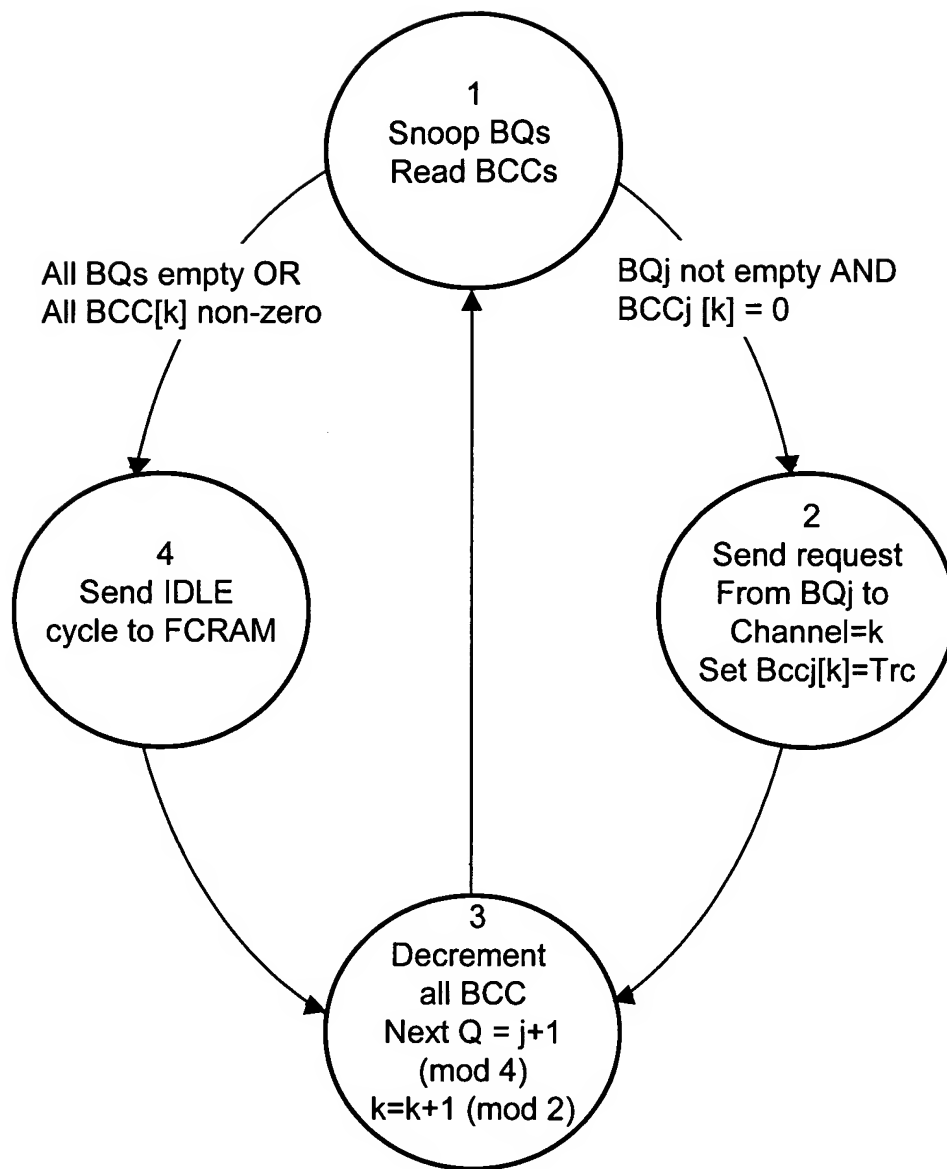 1
Snoop BQs
Read BCCs
All BQs empty OR
All BCC[k] non-zero
BQj not empty AND
BCCj [k] = 0
4
Send IDLE
cycle to FCRAM
2
Send request
From BQj to
Channel=k
Set Bccj[k]=Trc
3
Decrement
all BCC
Next Q = j+1
(mod 4)
k=k+1 (mod 2)